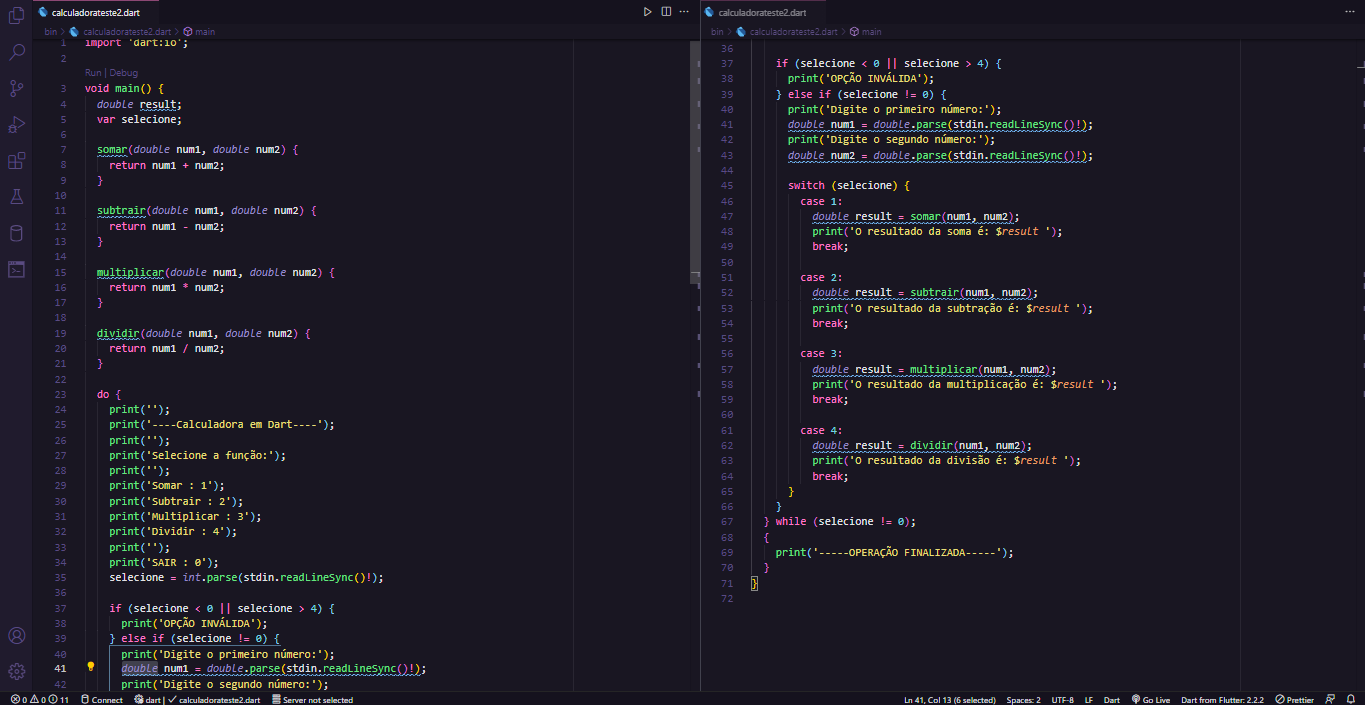 calculadorateste2.dart
bin > calculadorateste2.dart > main
1 import 'dart:io';
2
Run | Debug
3 void main() {
4 double result;
5 var selecione;
6
7 somar(double num1, double num2) {
8 return num1 + num2;
9 }
10
11 subtrair(double num1, double num2) {
12 return num1 - num2;
13 }
14
15 multiplicar(double num1, double num2) {
16 return num1 * num2;
17 }
18
19 dividir(double num1, double num2) {
20 return num1 / num2;
21 }
22
23 do {
24 print('');
25 print('----Calculadora em Dart----');
26 print('');
27 print('Selecione a função:');
28 print('');
29 print('Somar : 1');
30 print('Subtrair : 2');
31 print('Multiplicar : 3');
32 print('Dividir : 4');
33 print('');
34 print('SAIR : 0');
35 selecione = int.parse(stdin.readLineSync()!);
36
37 if (selecione < 0 || selecione > 4) {
38 print('OPÇÃO INVÁLIDA');
39 } else if (selecione != 0) {
40 print('Digite o primeiro número:');
41 double num1 = double.parse(stdin.readLineSync()!);
42 print('Digite o segundo número:');
calculadorateste2.dart
bin > calculadorateste2.dart > main
36
37 if (selecione < 0 || selecione > 4) {
38 print('OPÇÃO INVÁLIDA');
39 } else if (selecione != 0) {
40 print('Digite o primeiro número:');
41 double num1 = double.parse(stdin.readLineSync()!);
42 print('Digite o segundo número:');
43 double num2 = double.parse(stdin.readLineSync()!);
44
45 switch (selecione) {
46 case 1:
47 double result = somar(num1, num2);
48 print('O resultado da soma é: $result ');
49 break;
50
51 case 2:
52 double result = subtrair(num1, num2);
53 print('O resultado da subtração é: $result ');
54 break;
55
56 case 3:
57 double result = multiplicar(num1, num2);
58 print('O resultado da multiplicação é: $result ');
59 break;
60
61 case 4:
62 double result = dividir(num1, num2);
63 print('O resultado da divisão é: $result ');
64 break;
65 }
66 }
67 } while (selecione != 0);
68 {
69 print('-----OPERAÇÃO FINALIZADA-----');
70 }
71 }
72
0 0 11 Connect dart | calculadorateste2.dart Server not selected Ln 41, Col 13 (6 selected) Spaces: 2 UTF-8 LF Dart Go Live Dart from Flutter: 2.2.2 Prettier